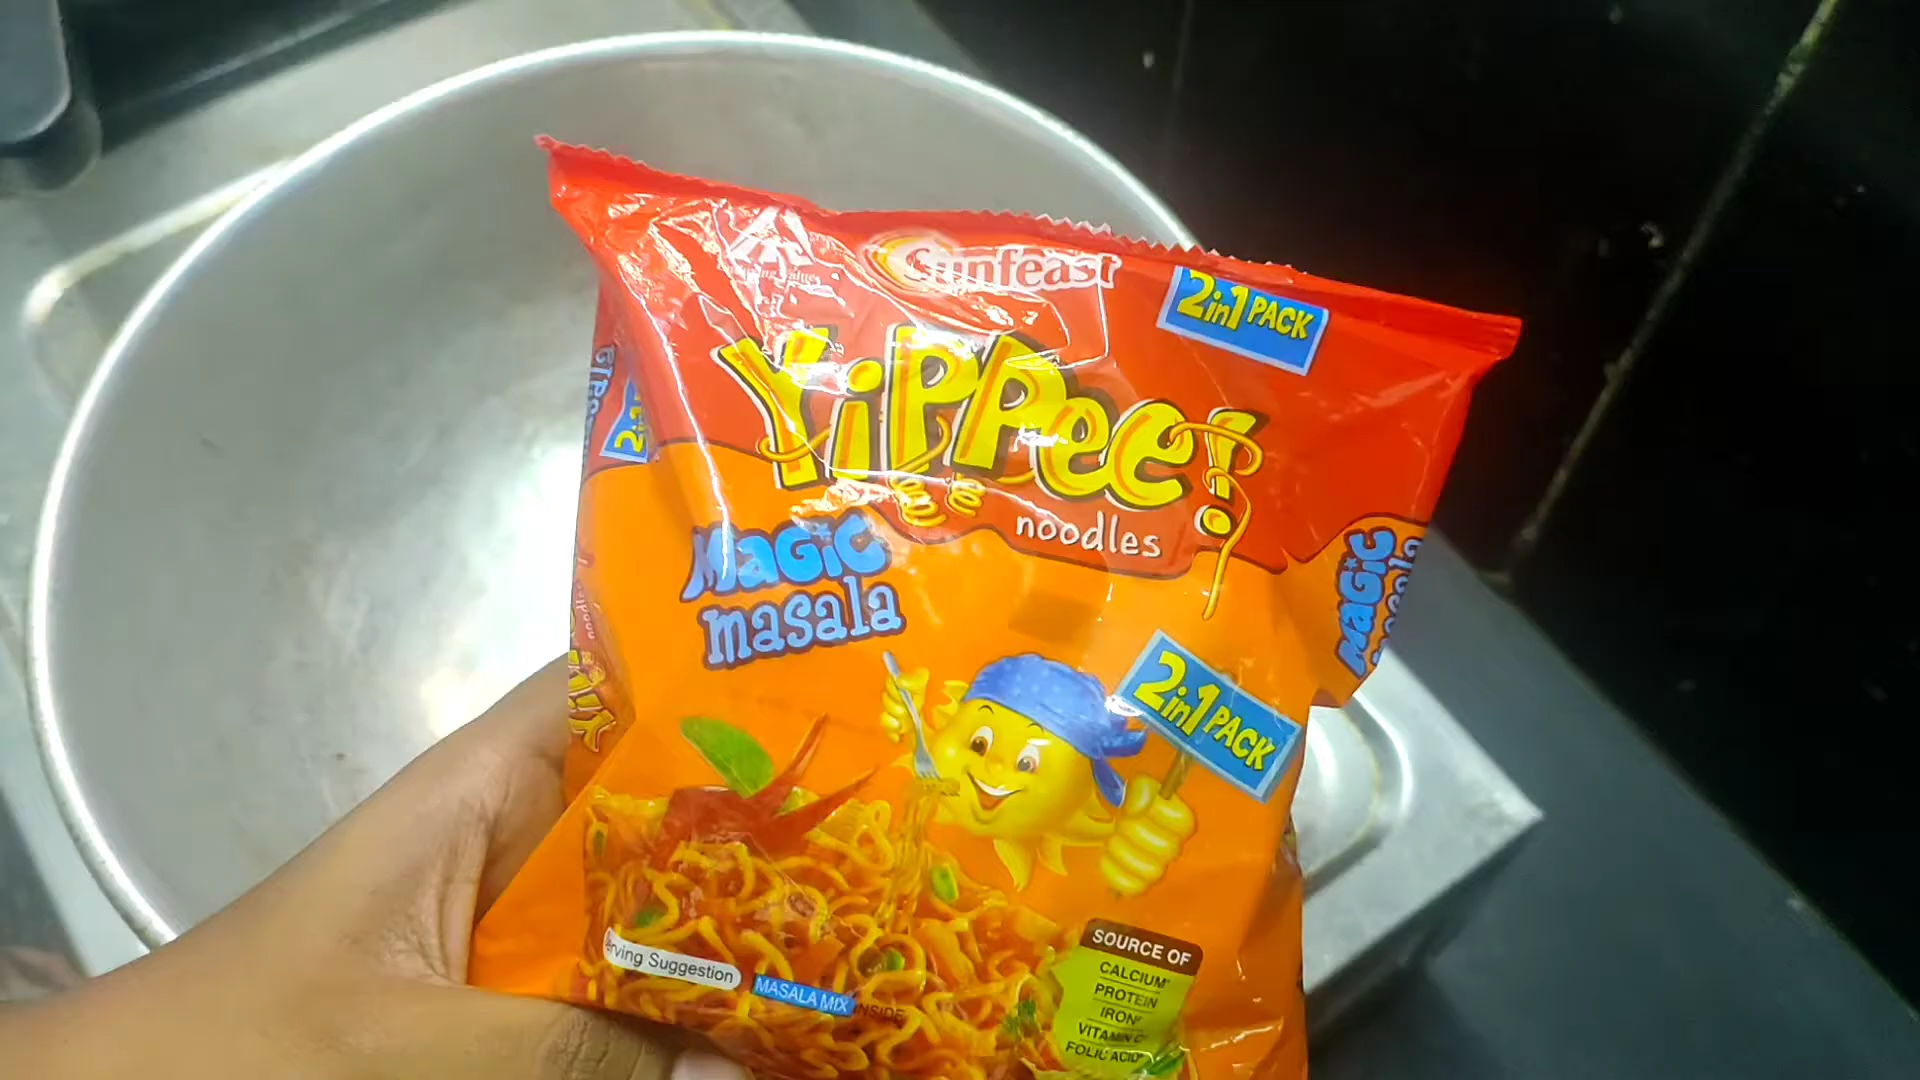 Sunfeast
2in1 PACK
YiPPee!
noodles
MaGiC
masala
2in1 PACK
MaGiC
Serving Suggestion
MASALA MIX INSIDE
SOURCE OF
CALCIUM
PROTEIN
IRON
VITAMIN C
FOLIC ACID